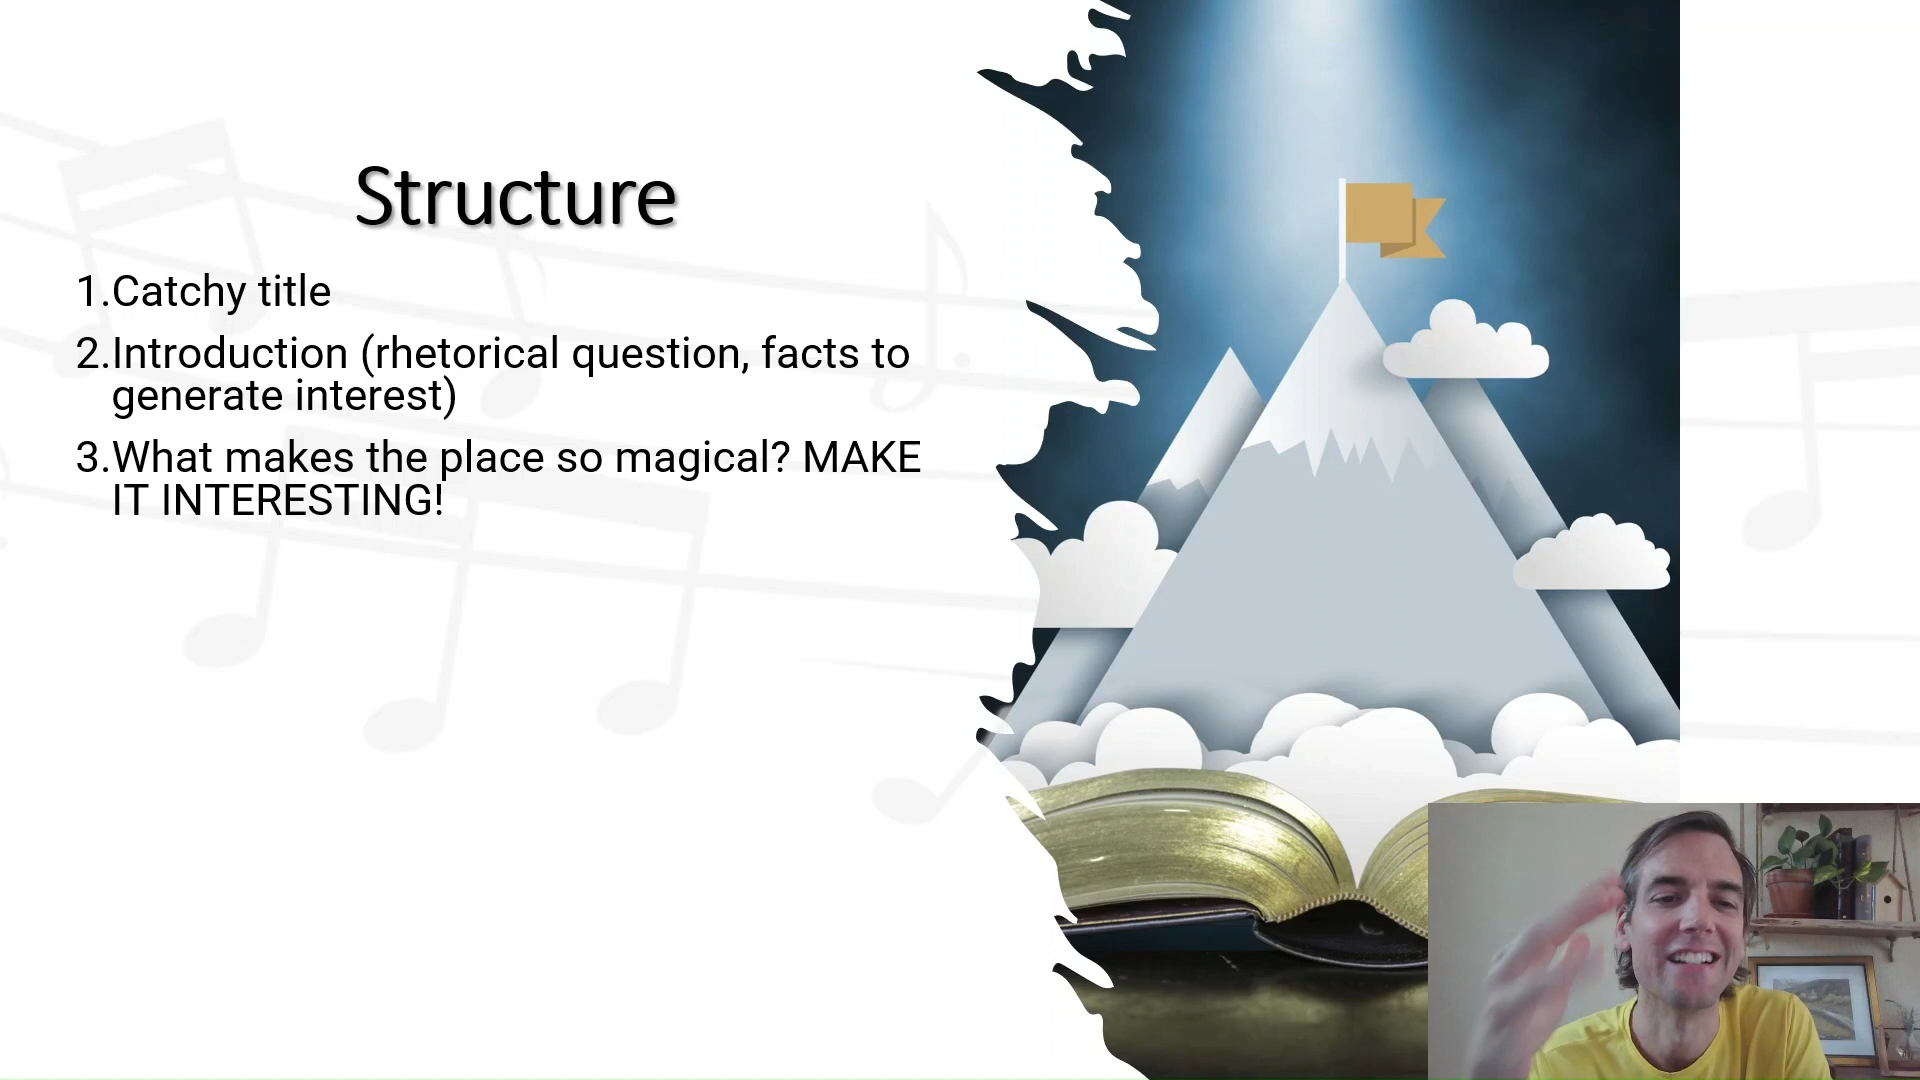 Structure
1.Catchy title
2.Introduction (rhetorical question, facts to
generate interest)
3.What makes the place so magical? MAKE
IT INTERESTING!